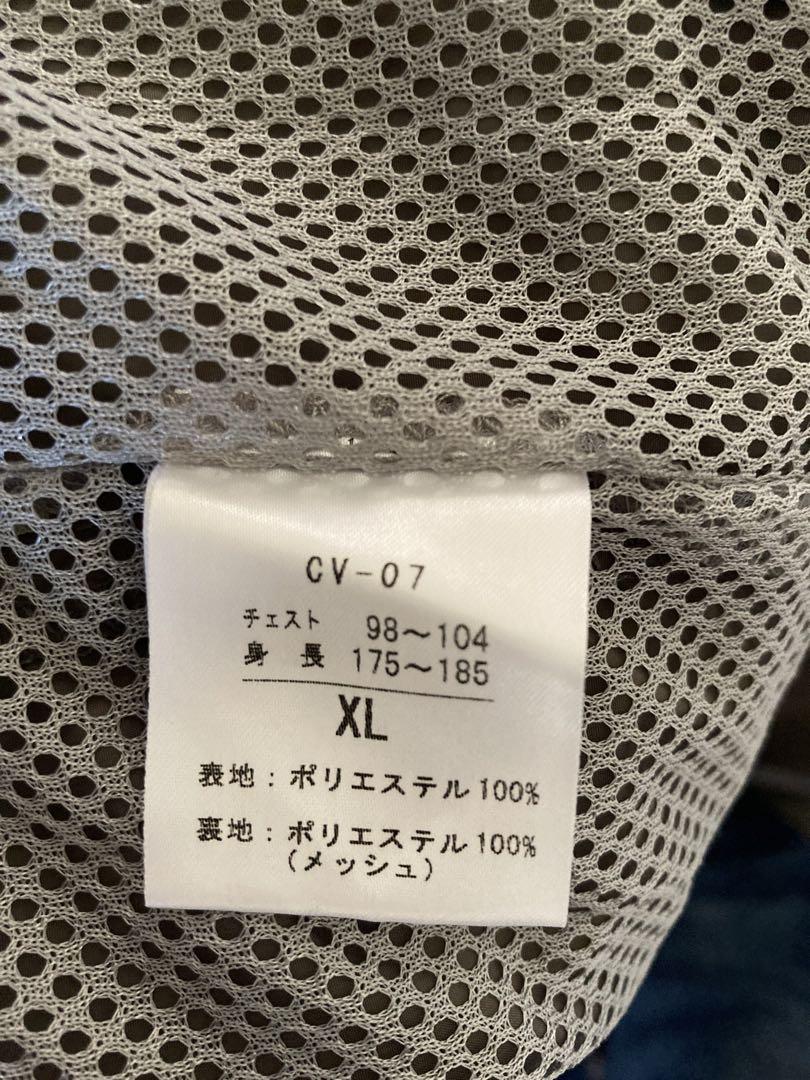 CV-07
チェスト 98～104
身長 175～185
XL
表地：ポリエステル100%
裏地：ポリエステル100%
（メッシュ）